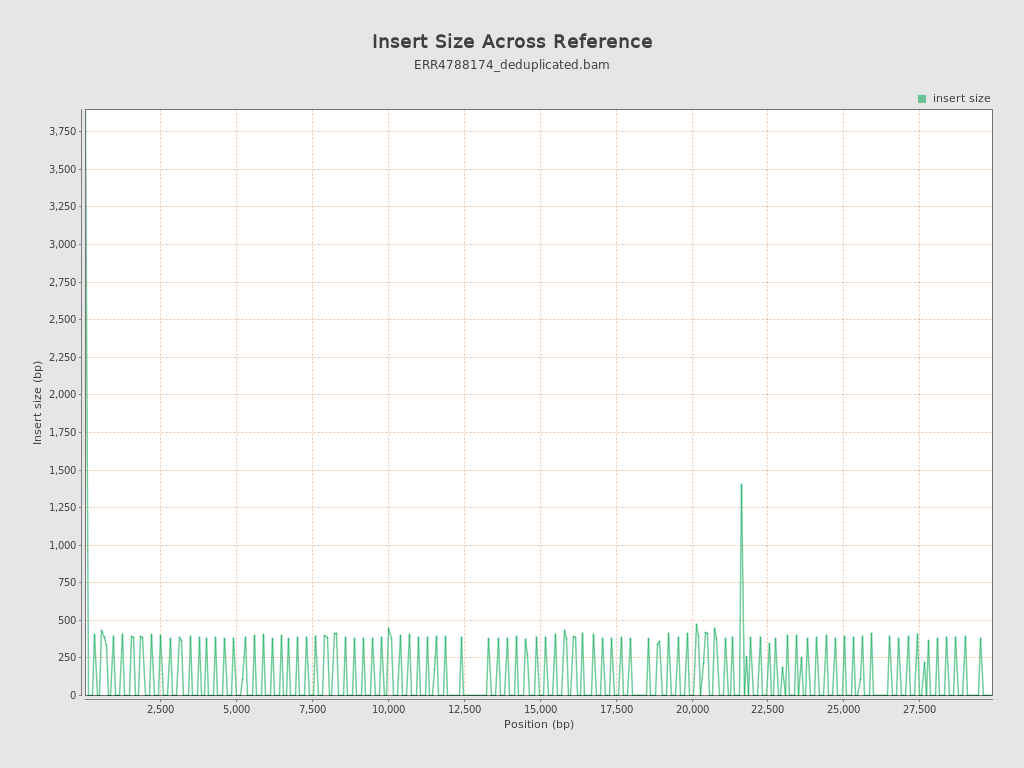 Insert Size Across Reference
ERR4788174_deduplicated.bam
insert size
3,750
3,500
3,250
3,000
2,750
2,500
2,250
2,000
1,750
1,500
1,250
1,000
750
500
250
0
Insert size (bp)
2,500 5,000 7,500 10,000 12,500 15,000 17,500 20,000 22,500 25,000 27,500
Position (bp)